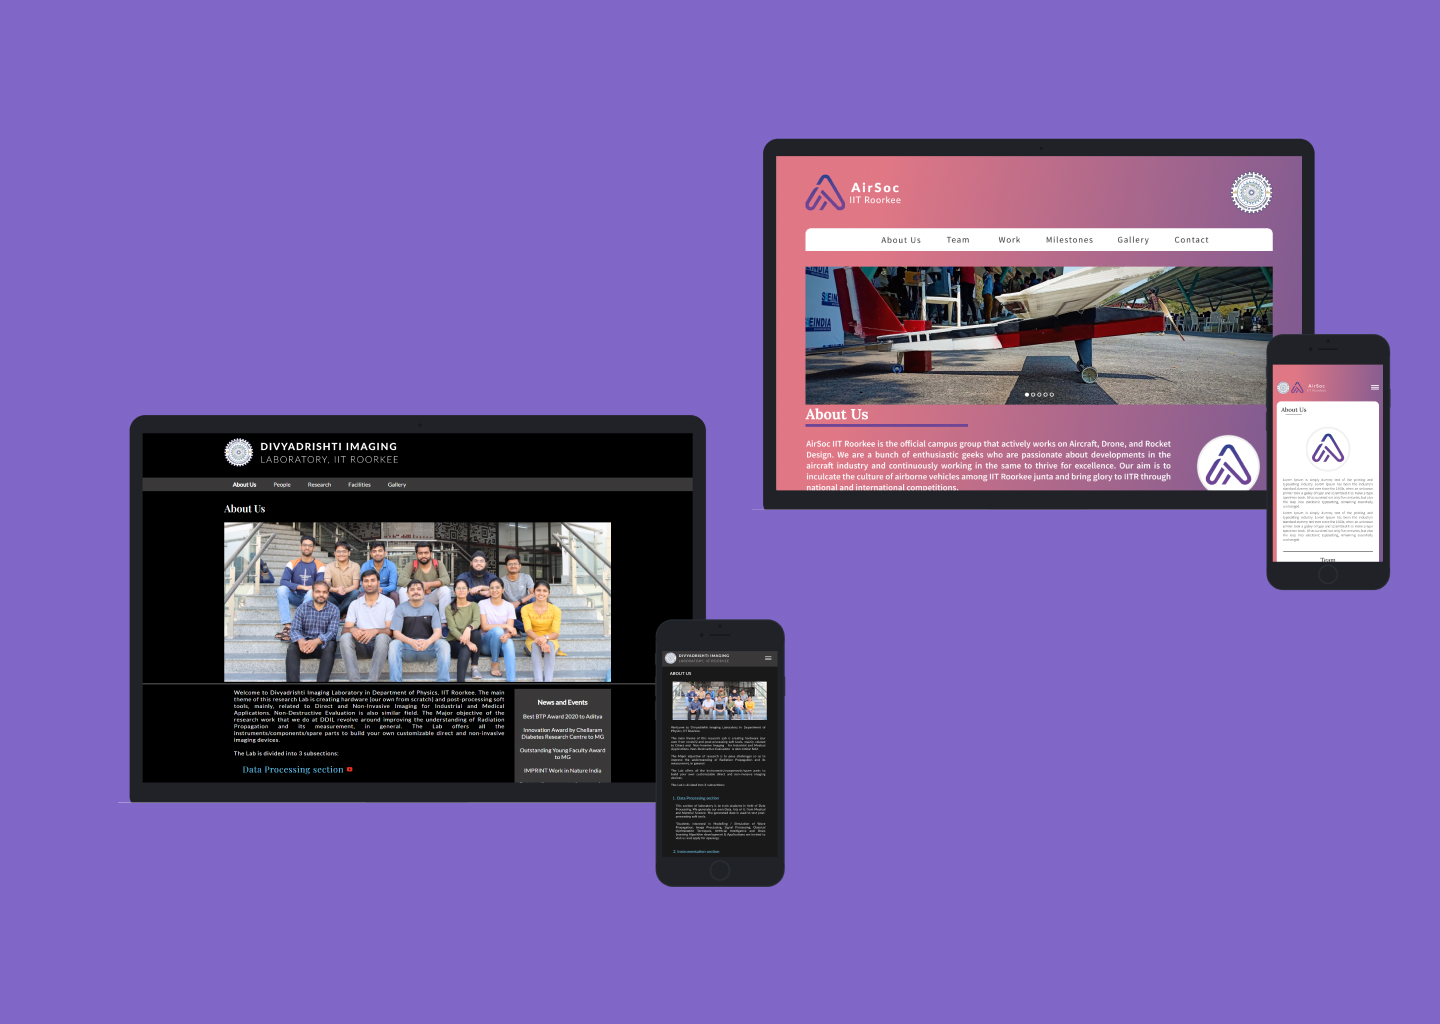 AirSoc
IIT Roorkee
About Us Team Work Milestones Gallery Contact
INDIA
SIEINDIA
About Us
AirSoc IIT Roorkee is the official campus group that actively works on Aircraft, Drone, and Rocket
Design. We are a bunch of enthusiastic geeks who are passionate about developments in the
aircraft industry and continuously working in the same to thrive for excellence. Our aim is to
inculcate the culture of airborne vehicles among IIT Roorkee junta and bring glory to IITR through
national and international competitions.
AirSoc
IIT Roorkee
About Us
Team
DIVYADRISHTI IMAGING
LABORATORY, IIT ROORKEE
About Us People Research Facilities Gallery
About Us
Welcome to Divyadrishti Imaging Laboratory in Department of Physics, IIT Roorkee. The main
theme of this research Lab is creating hardware (our own from scratch) and post-processing soft
tools, mainly, related to Direct and Non-Invasive Imaging for Industrial and Medical
Applications. Non-Destructive Evaluation is also similar field. The Major objective of the
research work that we do at DDIL revolve around improving the understanding of Radiation
Propagation and its measurement, in general. The Lab offers all the
instruments/components/spare parts to build your own customizable direct and non-invasive
imaging devices.
The Lab is divided into 3 subsections:
Data Processing section
News and Events
Best BTP Award 2020 to Aditya
Innovation Award by Chellaram
Diabetes Research Centre to MG
Outstanding Young Faculty Award
to MG
IMPRINT Work in Nature India
DIVYADRISHTI IMAGING
LABORATORY, IIT ROORKEE
ABOUT US
The Lab is divided into 3 subsections:
1. Data Processing section
2. Instrumentation section